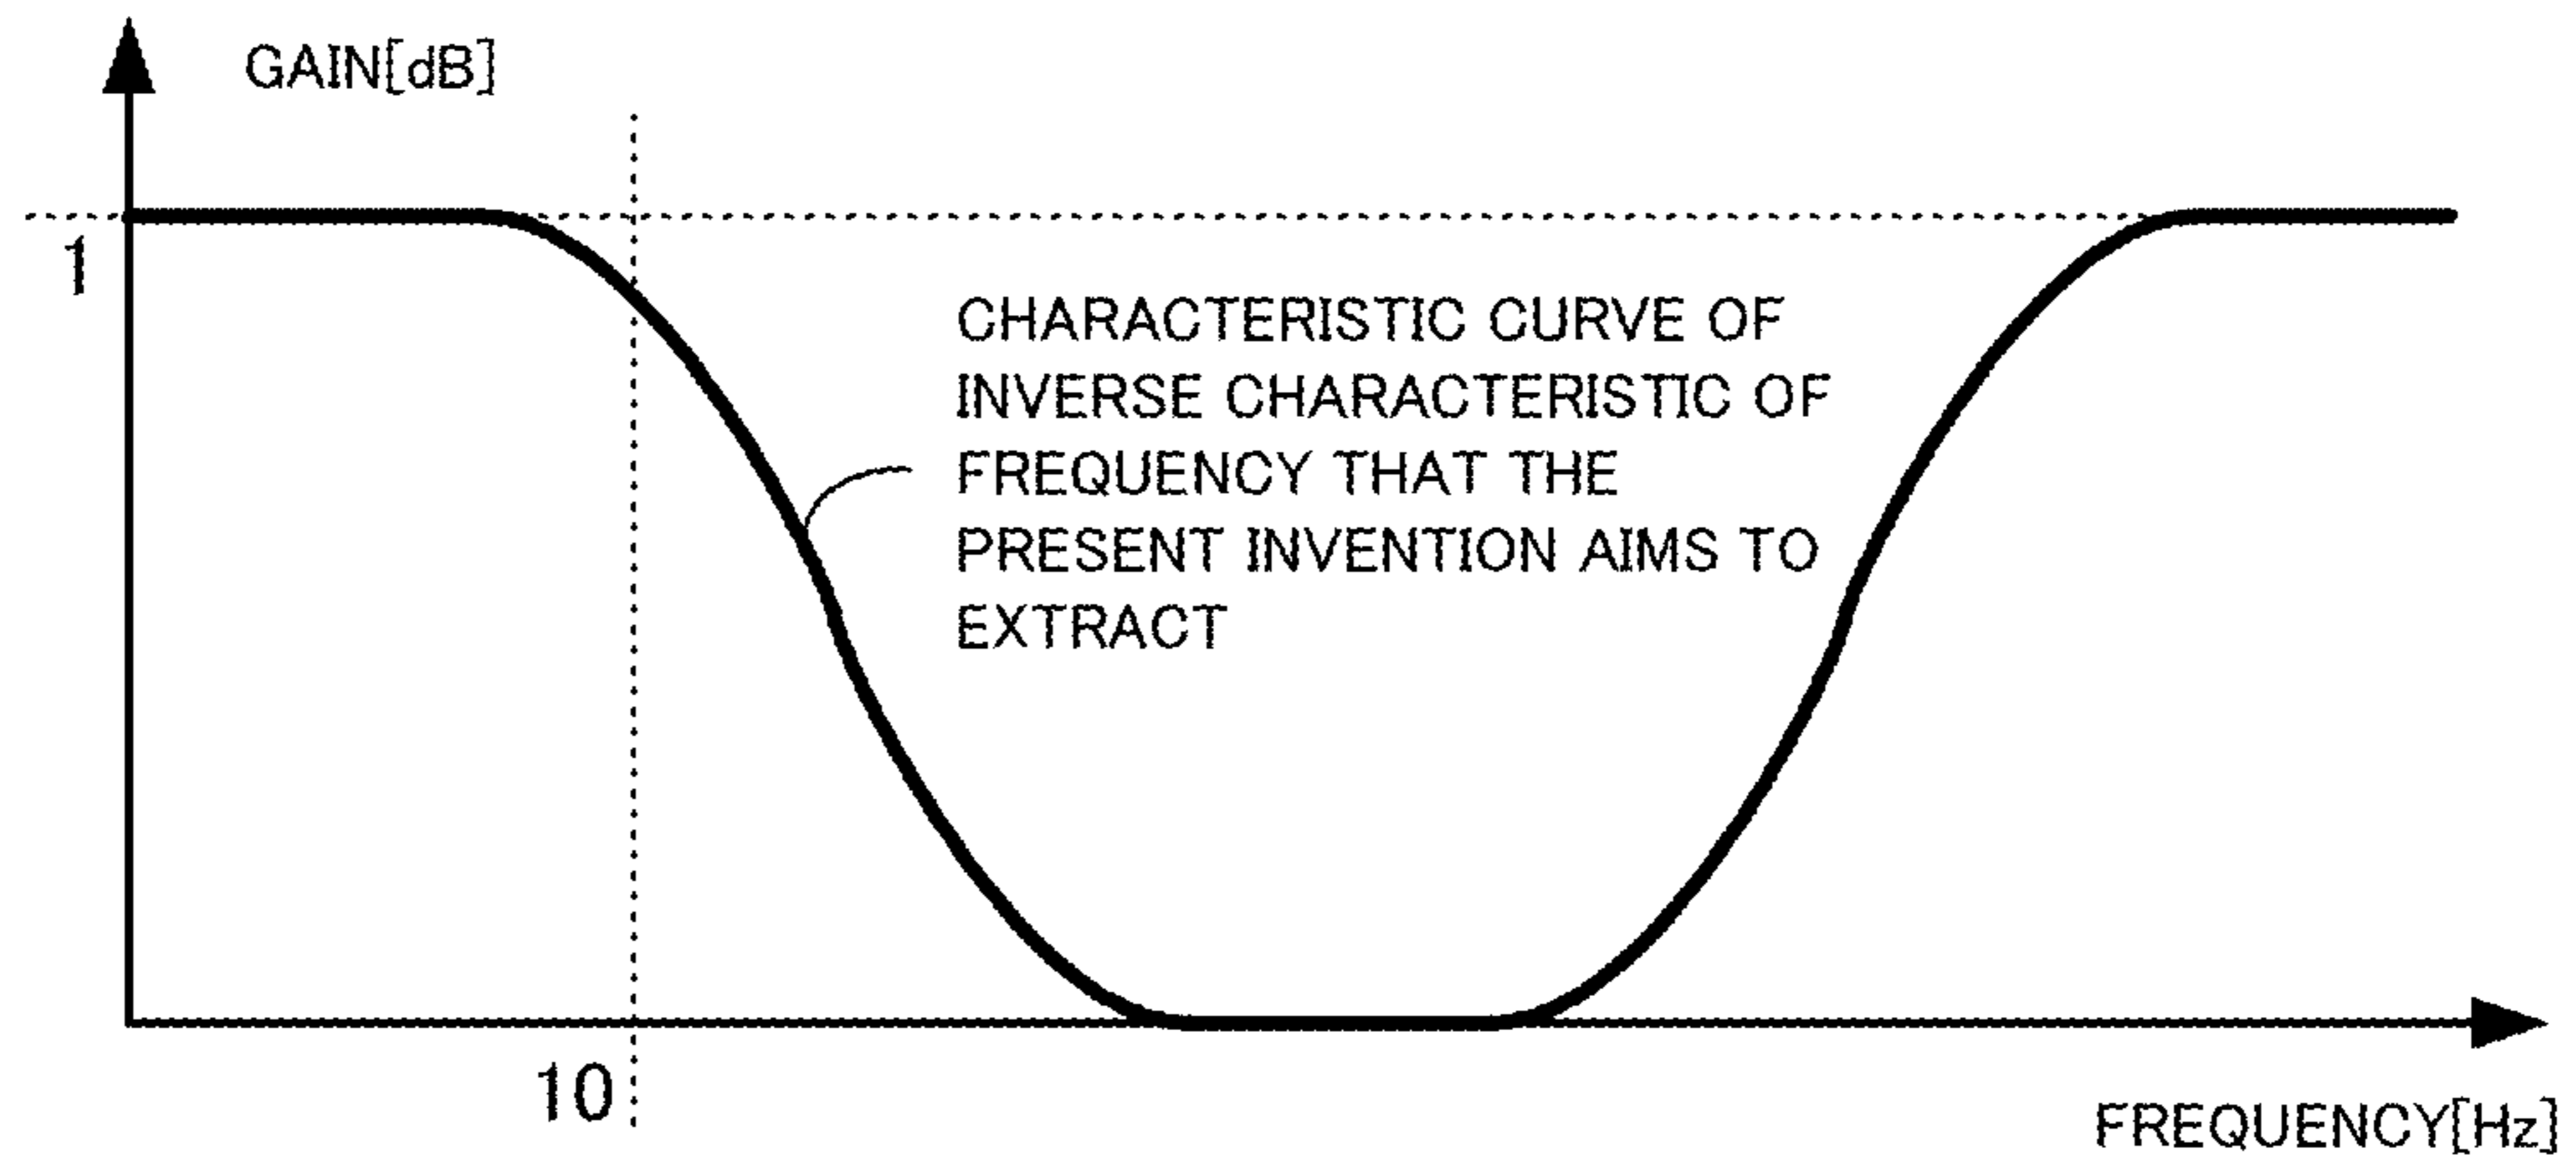 GAIN[dB]
1
CHARACTERISTIC CURVE OF
INVERSE CHARACTERISTIC OF
FREQUENCY THAT THE
PRESENT INVENTION AIMS TO
EXTRACT
10
FREQUENCY[Hz]